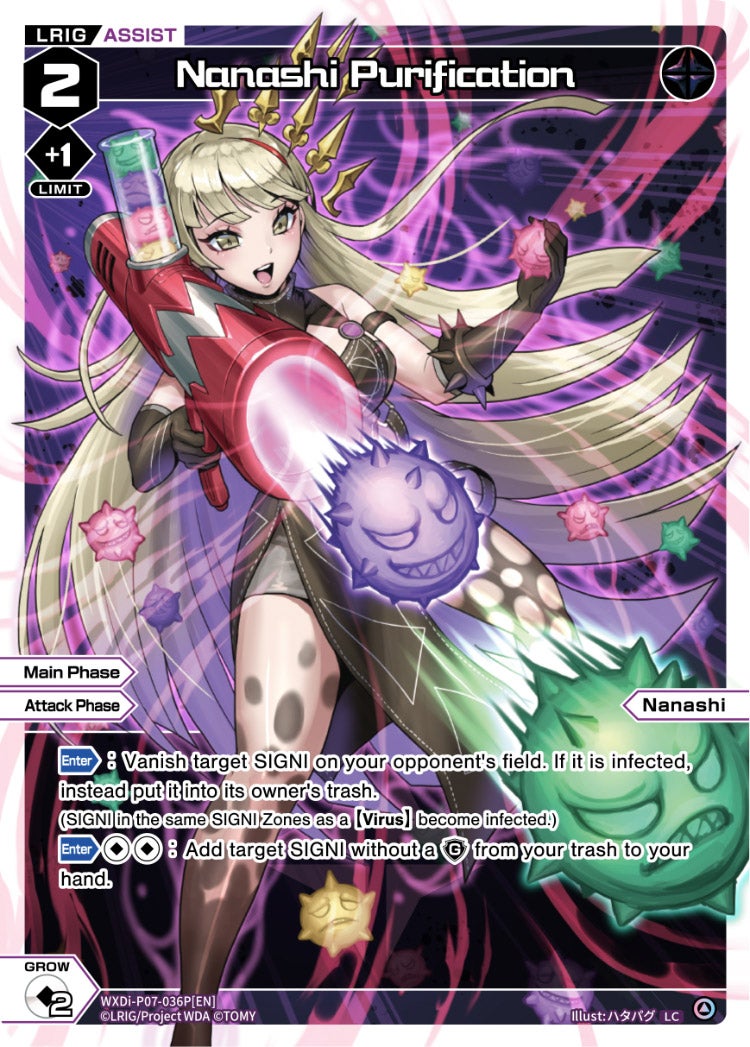 LRIG ASSIST
2
Nanashi Purification
+1
LIMIT
Main Phase
Attack Phase
Nanashi
Enter : Vanish target SIGNI on your opponent's field. If it is infected,
instead put it into its owner's trash.
(SIGNI in the same SIGNI Zones as a 【Virus】 become infected.)
Enter : Add target SIGNI without a G from your trash to your
hand.
GROW
2
WXDi-P07-036P[EN]
©LRIG/Project WDA ©TOMY
Illust:ハタパグ LC